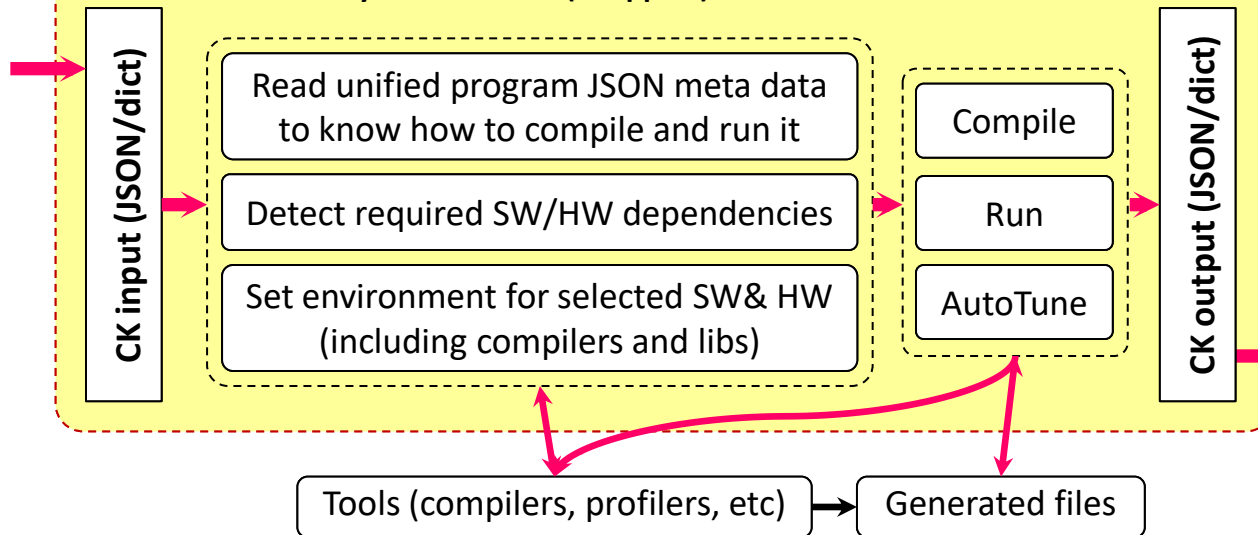 CK input (JSON/dict)
Read unified program JSON meta data
to know how to compile and run it
Detect required SW/HW dependencies
Set environment for selected SW& HW
(including compilers and libs)
Compile
Run
AutoTune
CK output (JSON/dict)
Tools (compilers, profilers, etc)
Generated files